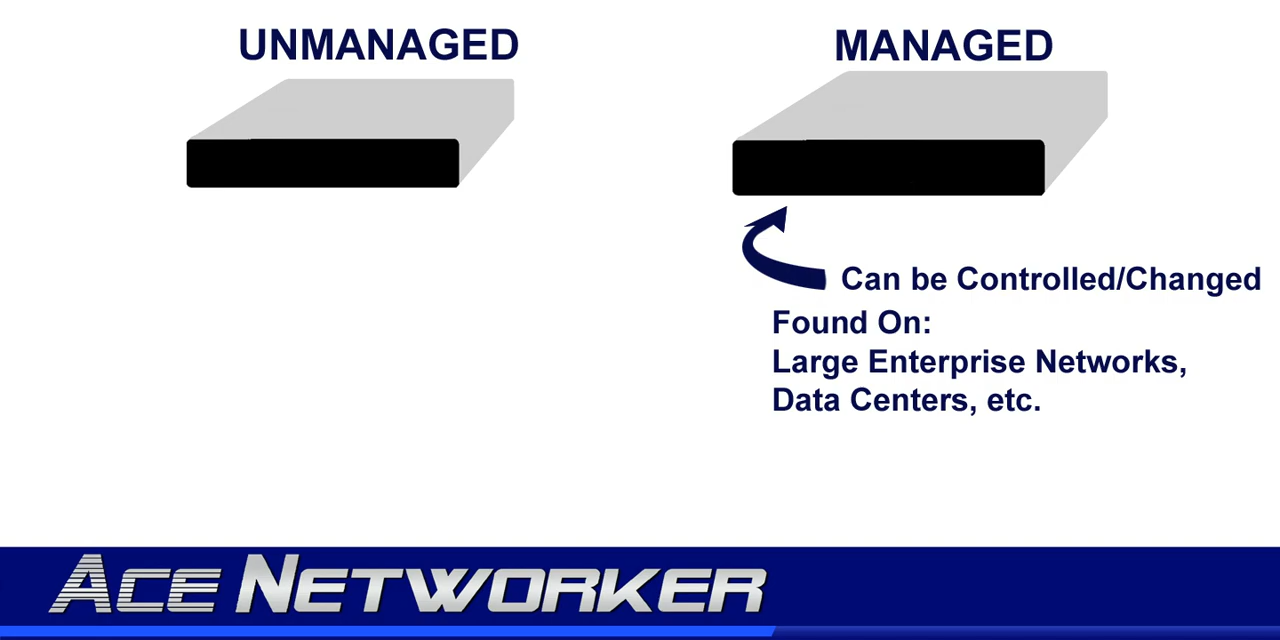 UNMANAGED
MANAGED
Can be Controlled/Changed
Found On:
Large Enterprise Networks,
Data Centers, etc.
ACE NETWORKER